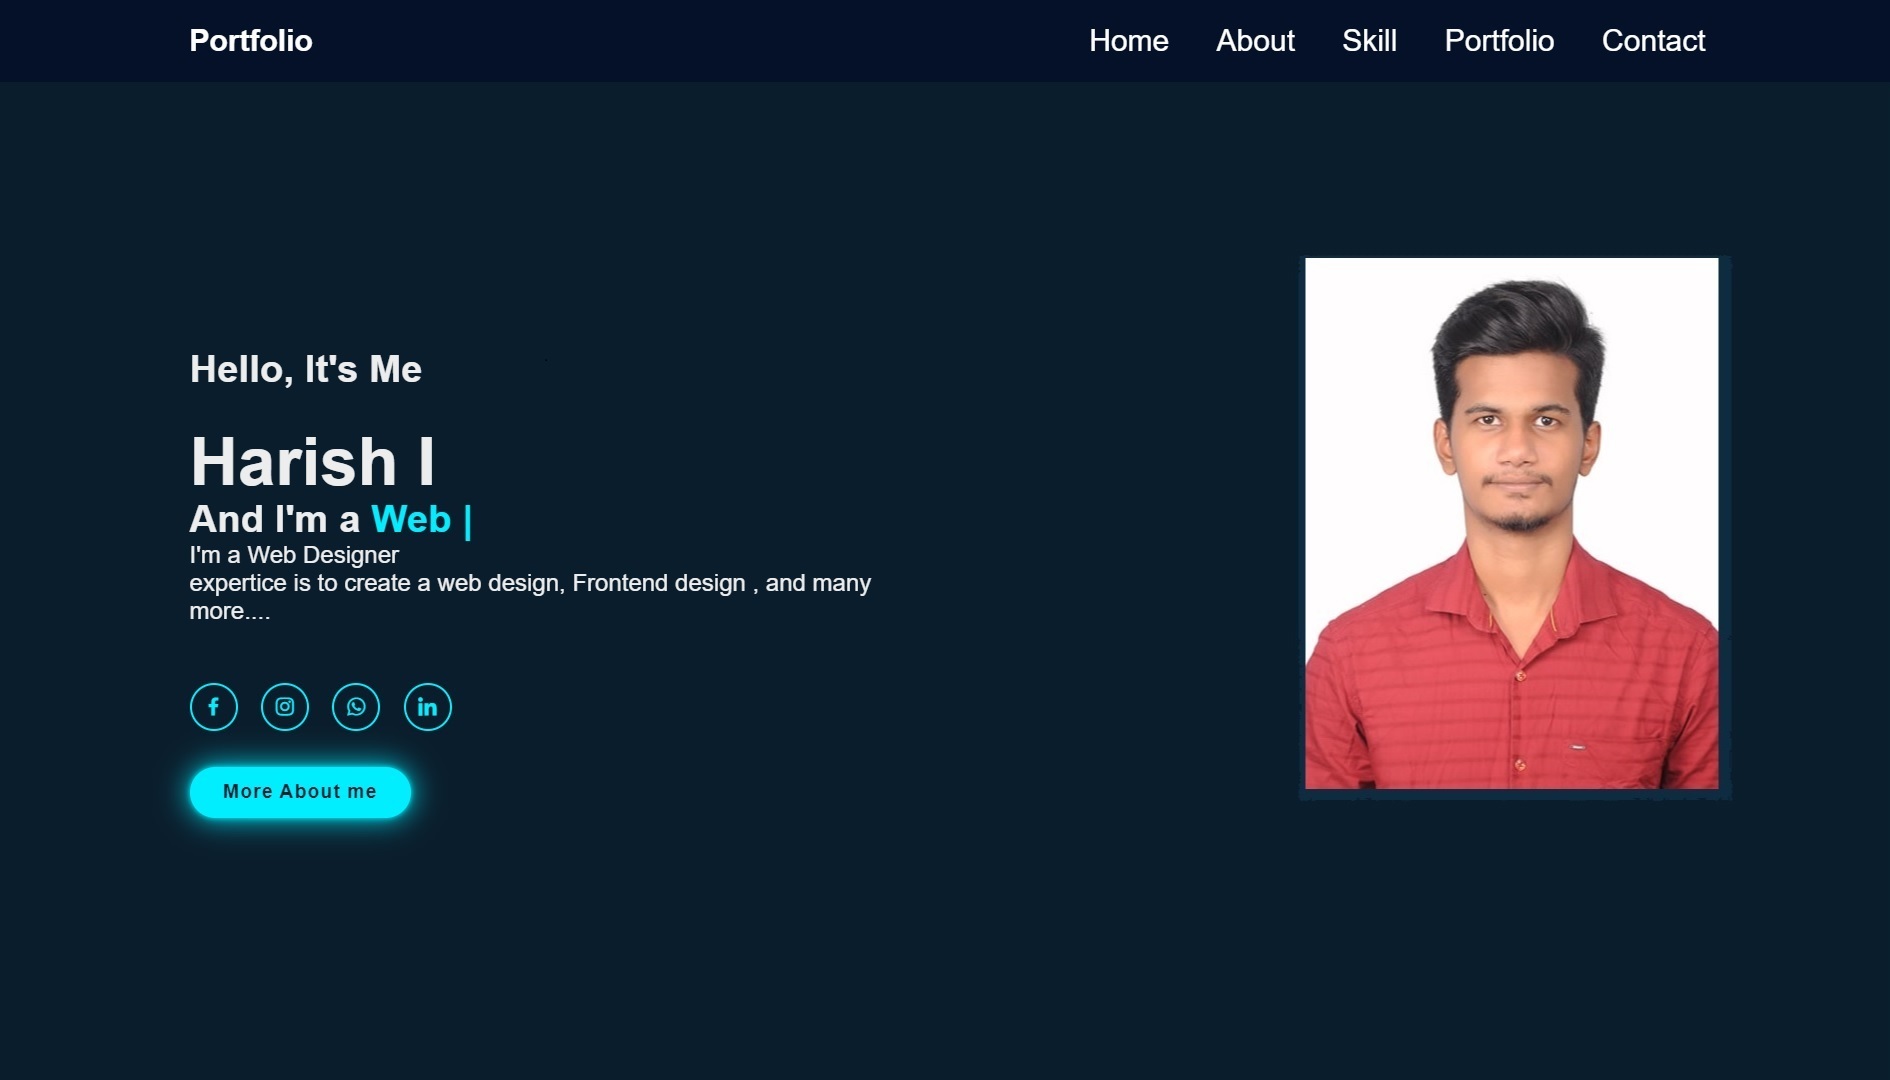 Portfolio
Home About Skill Portfolio Contact
Hello, It's Me
Harish I
And I'm a Web |
I'm a Web Designer
expertice is to create a web design, Frontend design , and many
more....
More About me